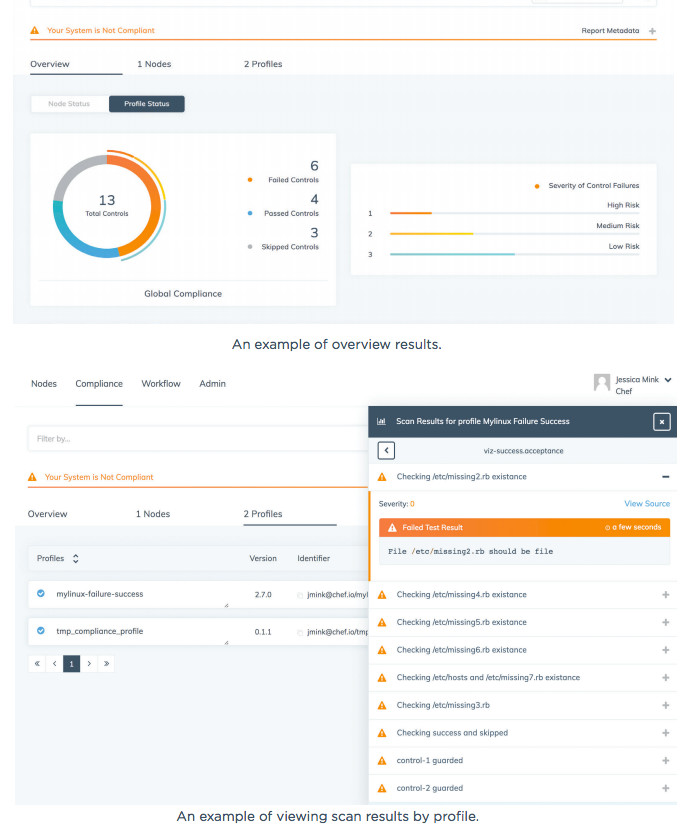 Your System is Not Compliant
Report Metadata
Overview
1 Nodes
2 Profiles
Node Status
Profile Status
13
Total Controls
6
Failed Controls
4
Passed Controls
3
Skipped Controls
Global Compliance
Severity of Control Failures
High Risk
1
Medium Risk
2
Low Risk
3
An example of overview results.
Nodes
Compliance
Workflow
Admin
Jessica Mink
Chef
Filter by...
Your System is Not Compliant
Overview
1 Nodes
2 Profiles
Profiles
Version
Identifier
mylinux-failure-success
2.7.0
jmink@chef.io/myl
tmp_compliance_profile
0.1.1
jmink@chef.io/tmp
« < 1 > »
Scan Results for profile Mylinux Failure Success
viz-success.acceptance
Checking /etc/missing2.rb existance
Severity: 0
View Source
Failed Test Result
a few seconds
File /etc/missing2.rb should be file
Checking /etc/missing4.rb existance
Checking /etc/missing5.rb existance
Checking /etc/missing6.rb existance
Checking /etc/hosts and /etc/missing7.rb existance
Checking /etc/missing3.rb
Checking success and skipped
control-1 guarded
control-2 guarded
An example of viewing scan results by profile.